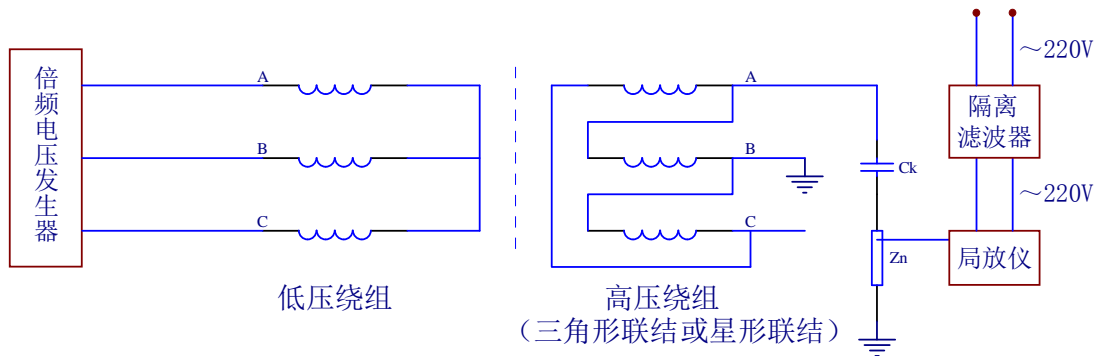 倍频电压发生器
A
B
C
低压绕组
A
B
C
高压绕组
（三角形联结或星形联结）
Ck
Zn
～220V
隔离
滤波器
～220V
局放仪